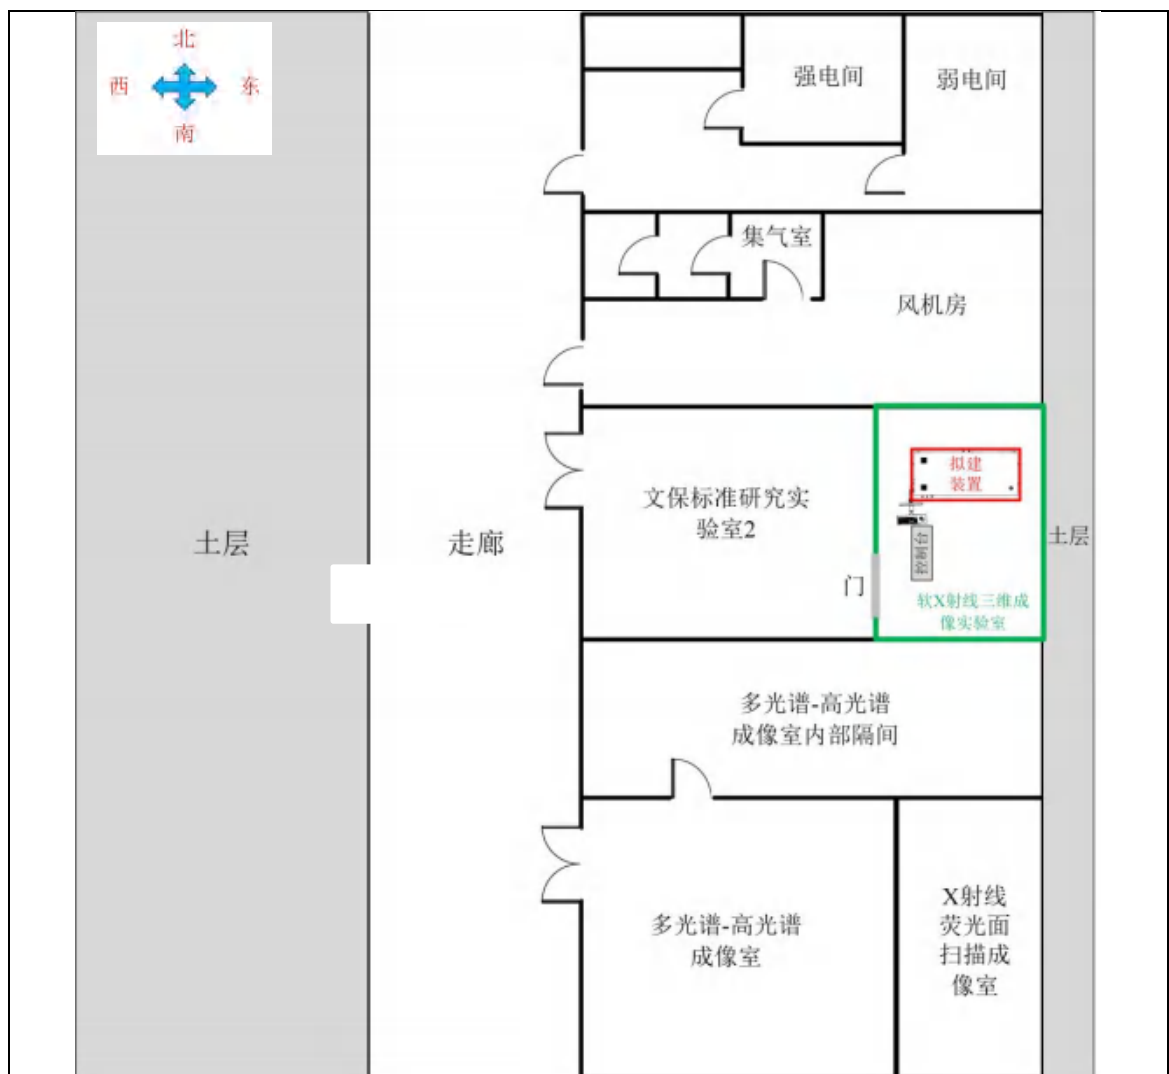 北
西
东
南
强电间
弱电间
集气室
风机房
拟建
装置
文保标准研究实
验室2
土层
走廊
土层
控制台
门
软X射线三维成
像实验室
多光谱-高光谱
成像室内部隔间
多光谱-高光谱
成像室
X射线
荧光面
扫描成
像室